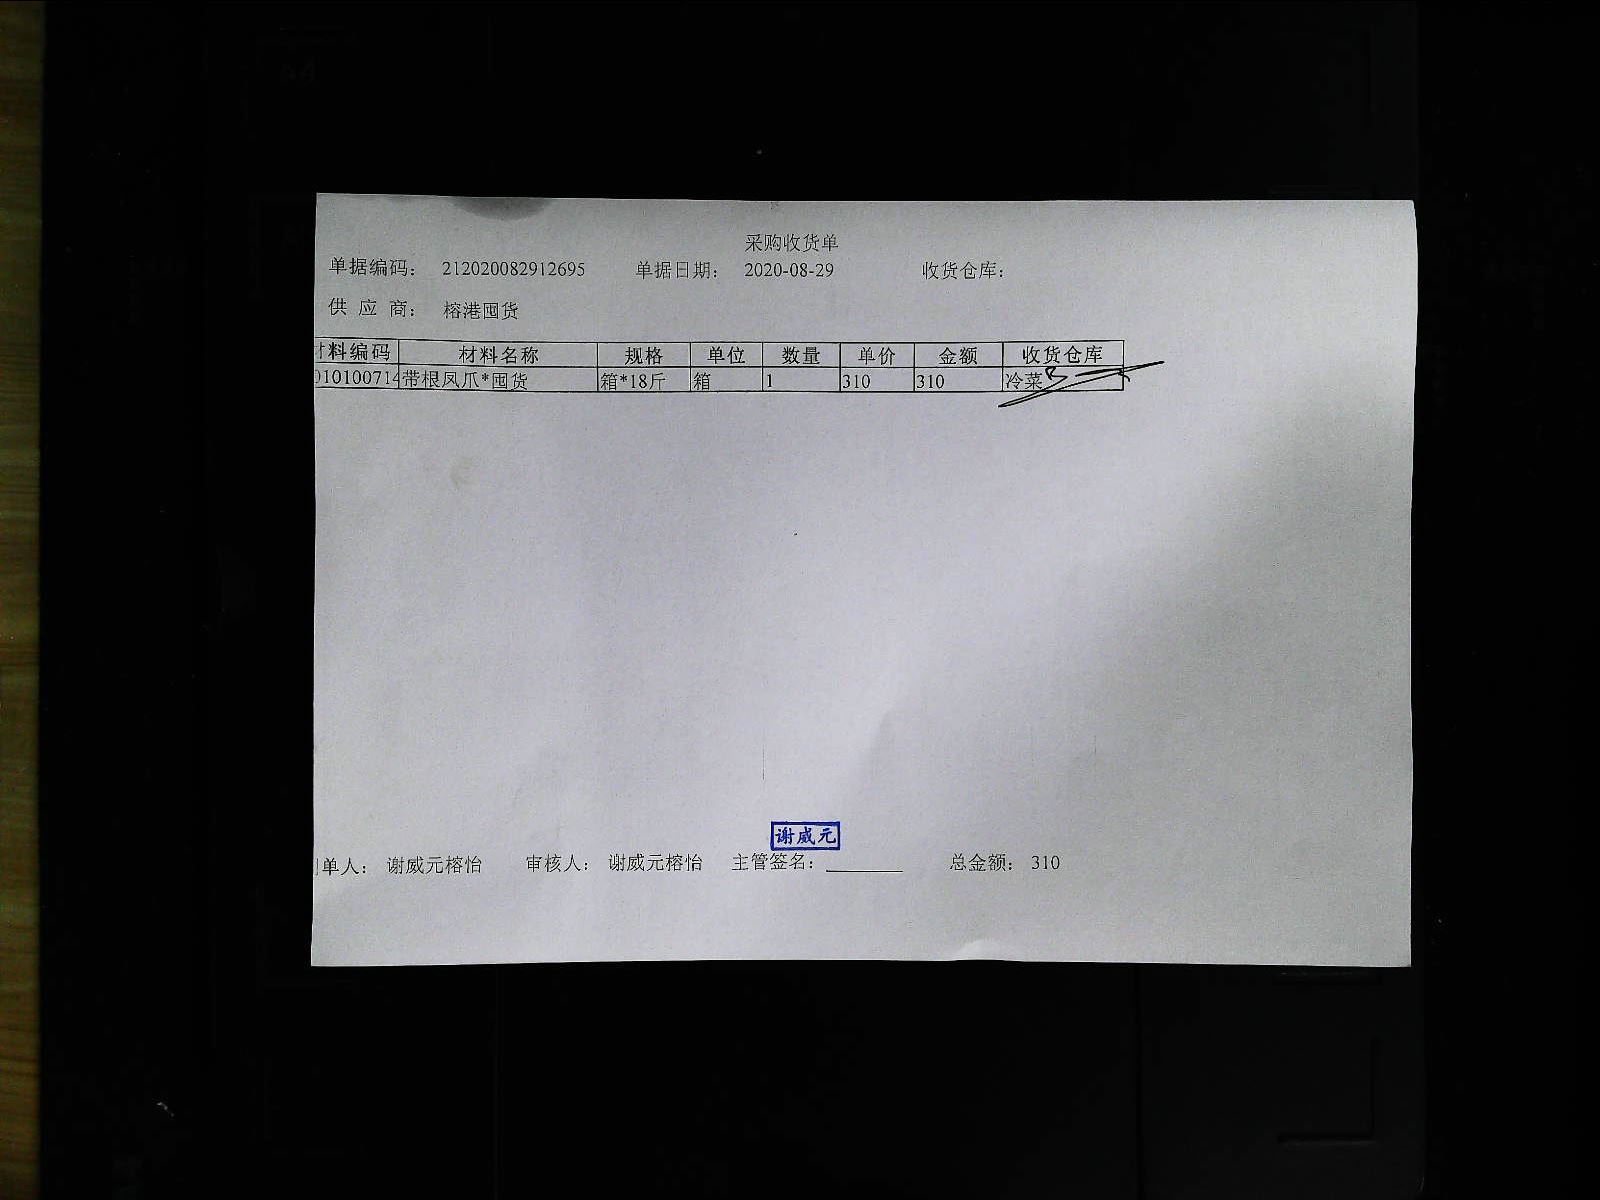 采购收货单
单据编码: 212020082912695 单据日期: 2020-08-29 收货仓库:
供 应 商: 榕港囤货
材料编码 材料名称 规格 单位 数量 单价 金额 收货仓库
010100714 带根凤爪*囤货 箱*18斤 箱 1 310 310 冷菜
谢威元
单人: 谢威元榕怡 审核人: 谢威元榕怡 主管签名: 总金额: 310